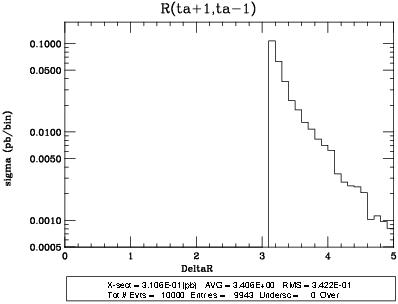 R(ta+1,ta-1)
0.1000
0.0500
0.0100
0.0050
0.0010
0.0005
sigma (pb/bin)
0 1 2 3 4 5
DeltaR
X-sect = 3.106E-01(pb) AVG = 3.406E+00 RMS = 3.422E-01
Tot # Evts = 10000 Entries = 9943 Undersc = 0 Over